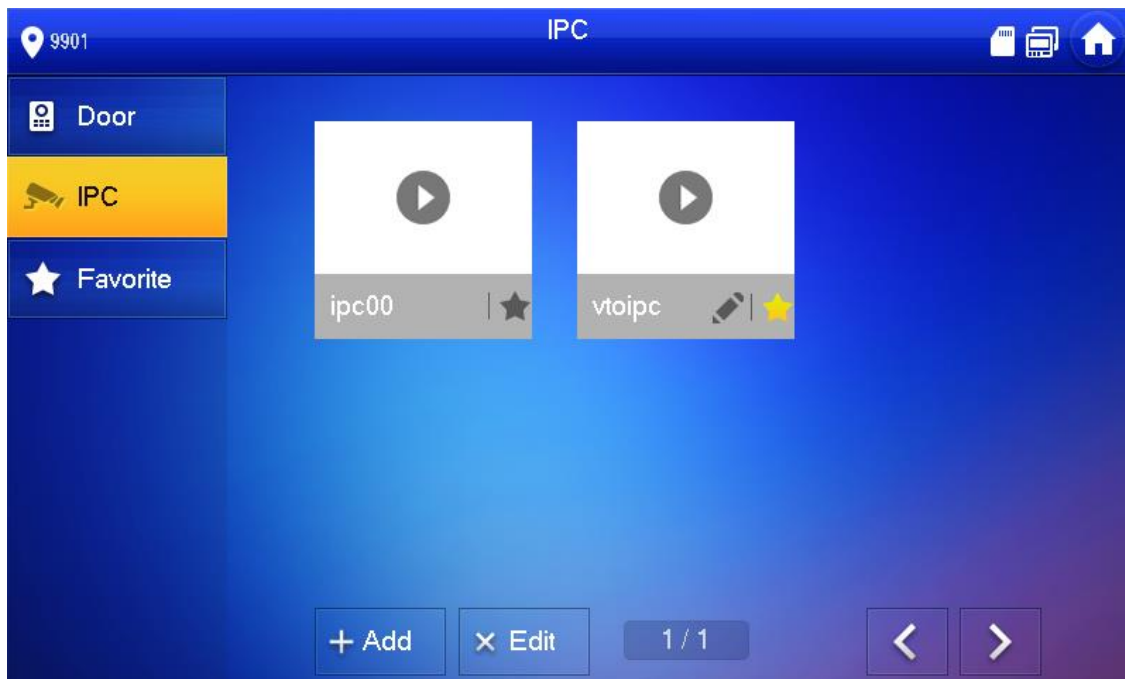 9901
IPC
Door
IPC
Favorite
ipc00
vtoipc
+ Add
× Edit
1 / 1